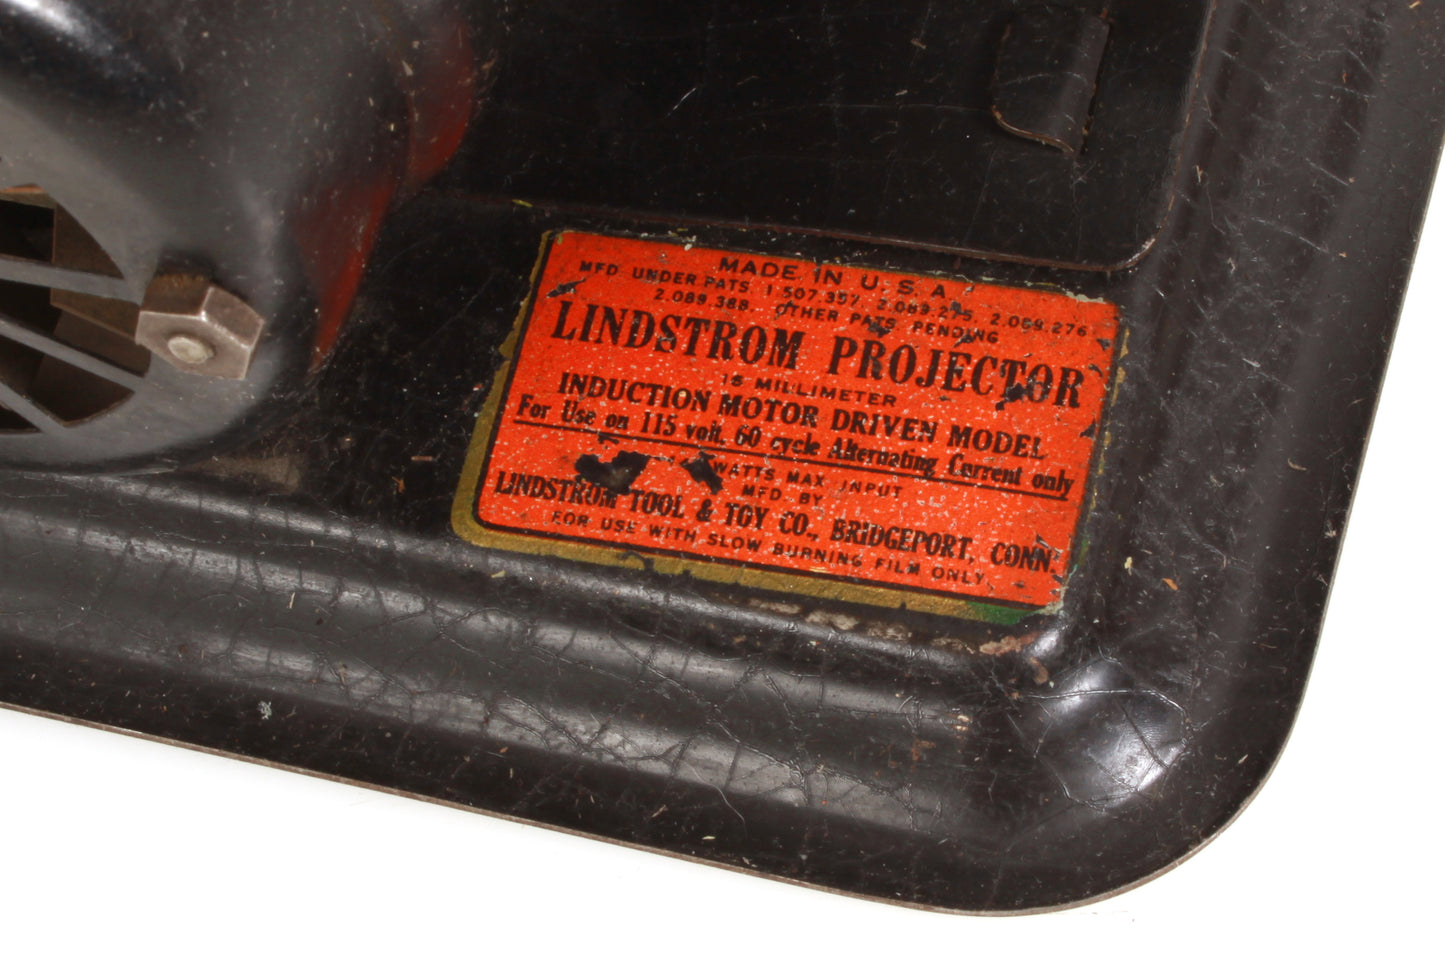 MADE IN U.S.A.
MFD. UNDER PATS. 1.507.357, 2.089.275, 2.069.276,
2.089.388. OTHER PATS. PENDING
LINDSTROM PROJECTOR
16 MILLIMETER
INDUCTION MOTOR DRIVEN MODEL
For Use on 115 volt, 60 cycle Alternating Current only
WATTS MAX. INPUT
MFD. BY
LINDSTROM TOOL & TOY CO., BRIDGEPORT, CONN.
FOR USE WITH SLOW BURNING FILM ONLY.